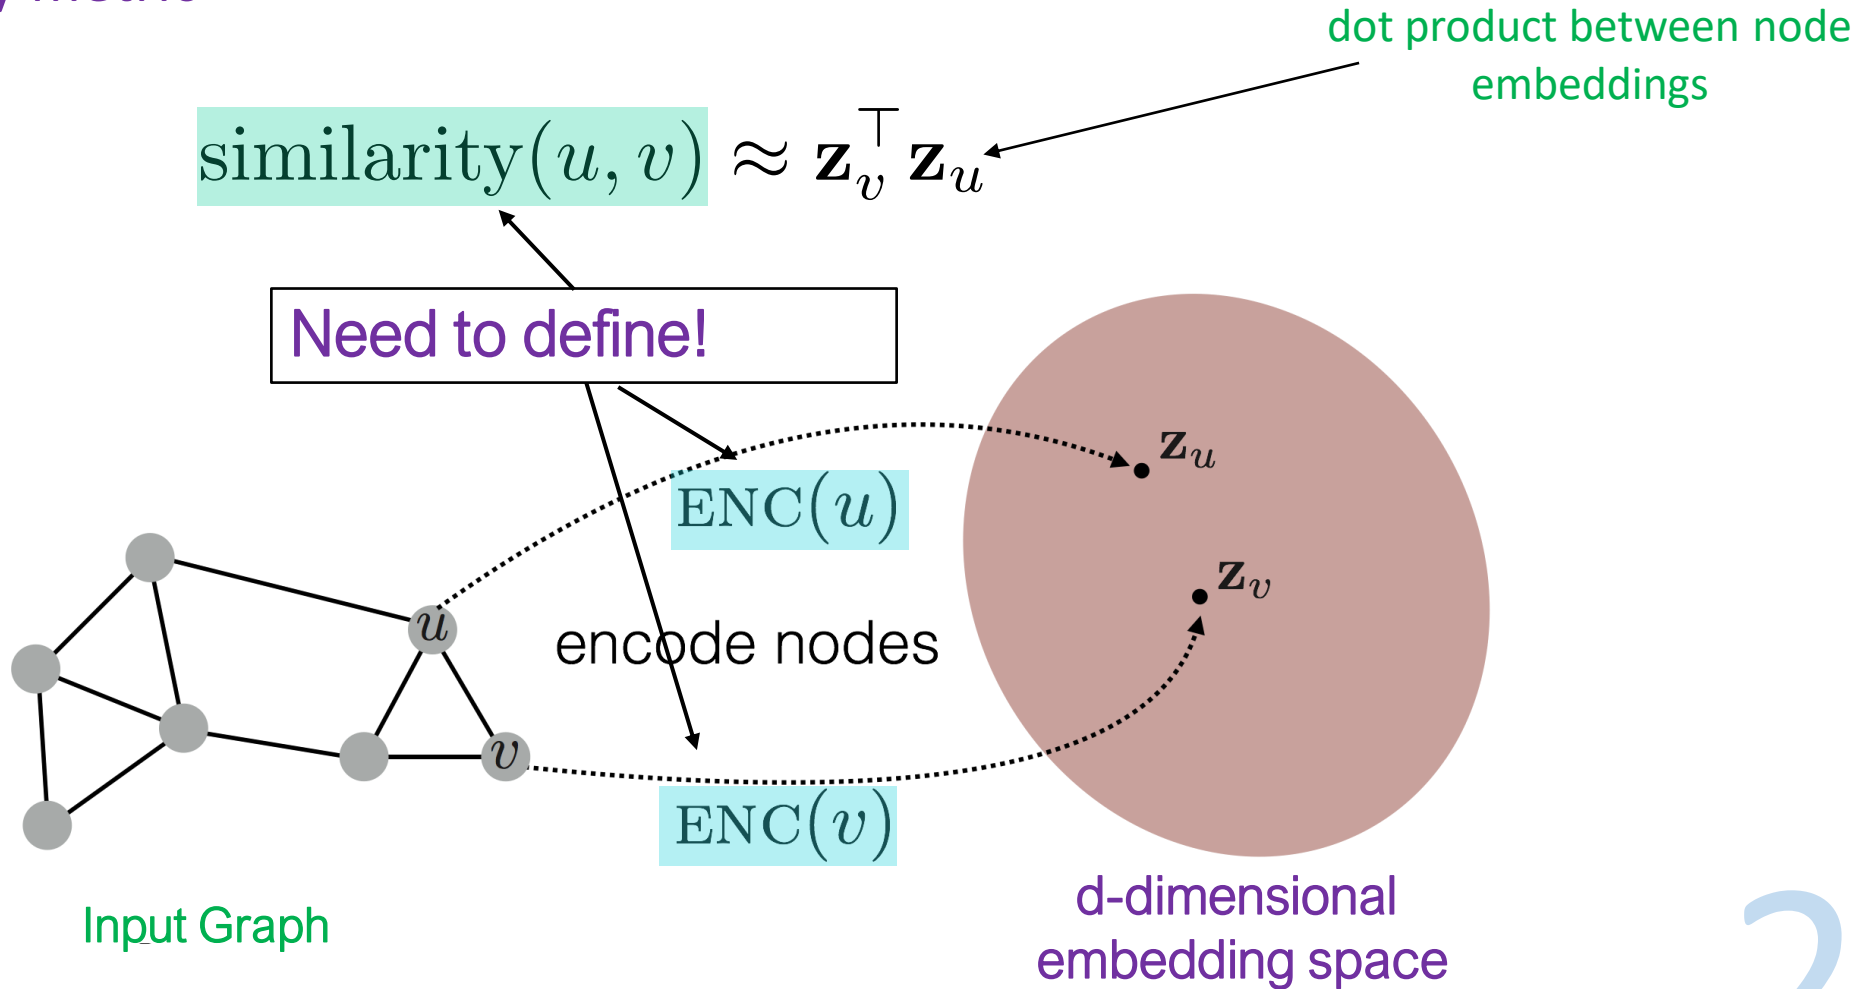 dot product between node
embeddings
similarity(u, v) ≈ z_v^⊤ z_u
Need to define!
z_u
ENC(u)
z_v
u
encode nodes
v
ENC(v)
d-dimensional
embedding space
Input Graph